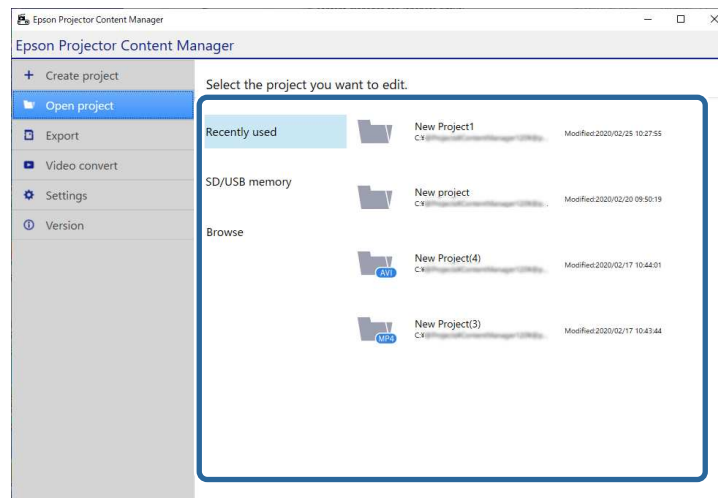 Epson Projector Content Manager
Epson Projector Content Manager
Create project
Open project
Export
Video convert
Settings
Version
Select the project you want to edit.
Recently used
SD/USB memory
Browse
New Project1
C:¥
Modified:2020/02/25 10:27:55
New project
C:¥
Modified:2020/02/20 09:50:19
AVI
New Project(4)
C:¥
Modified:2020/02/17 10:44:01
MP4
New Project(3)
C:¥
Modified:2020/02/17 10:43:44